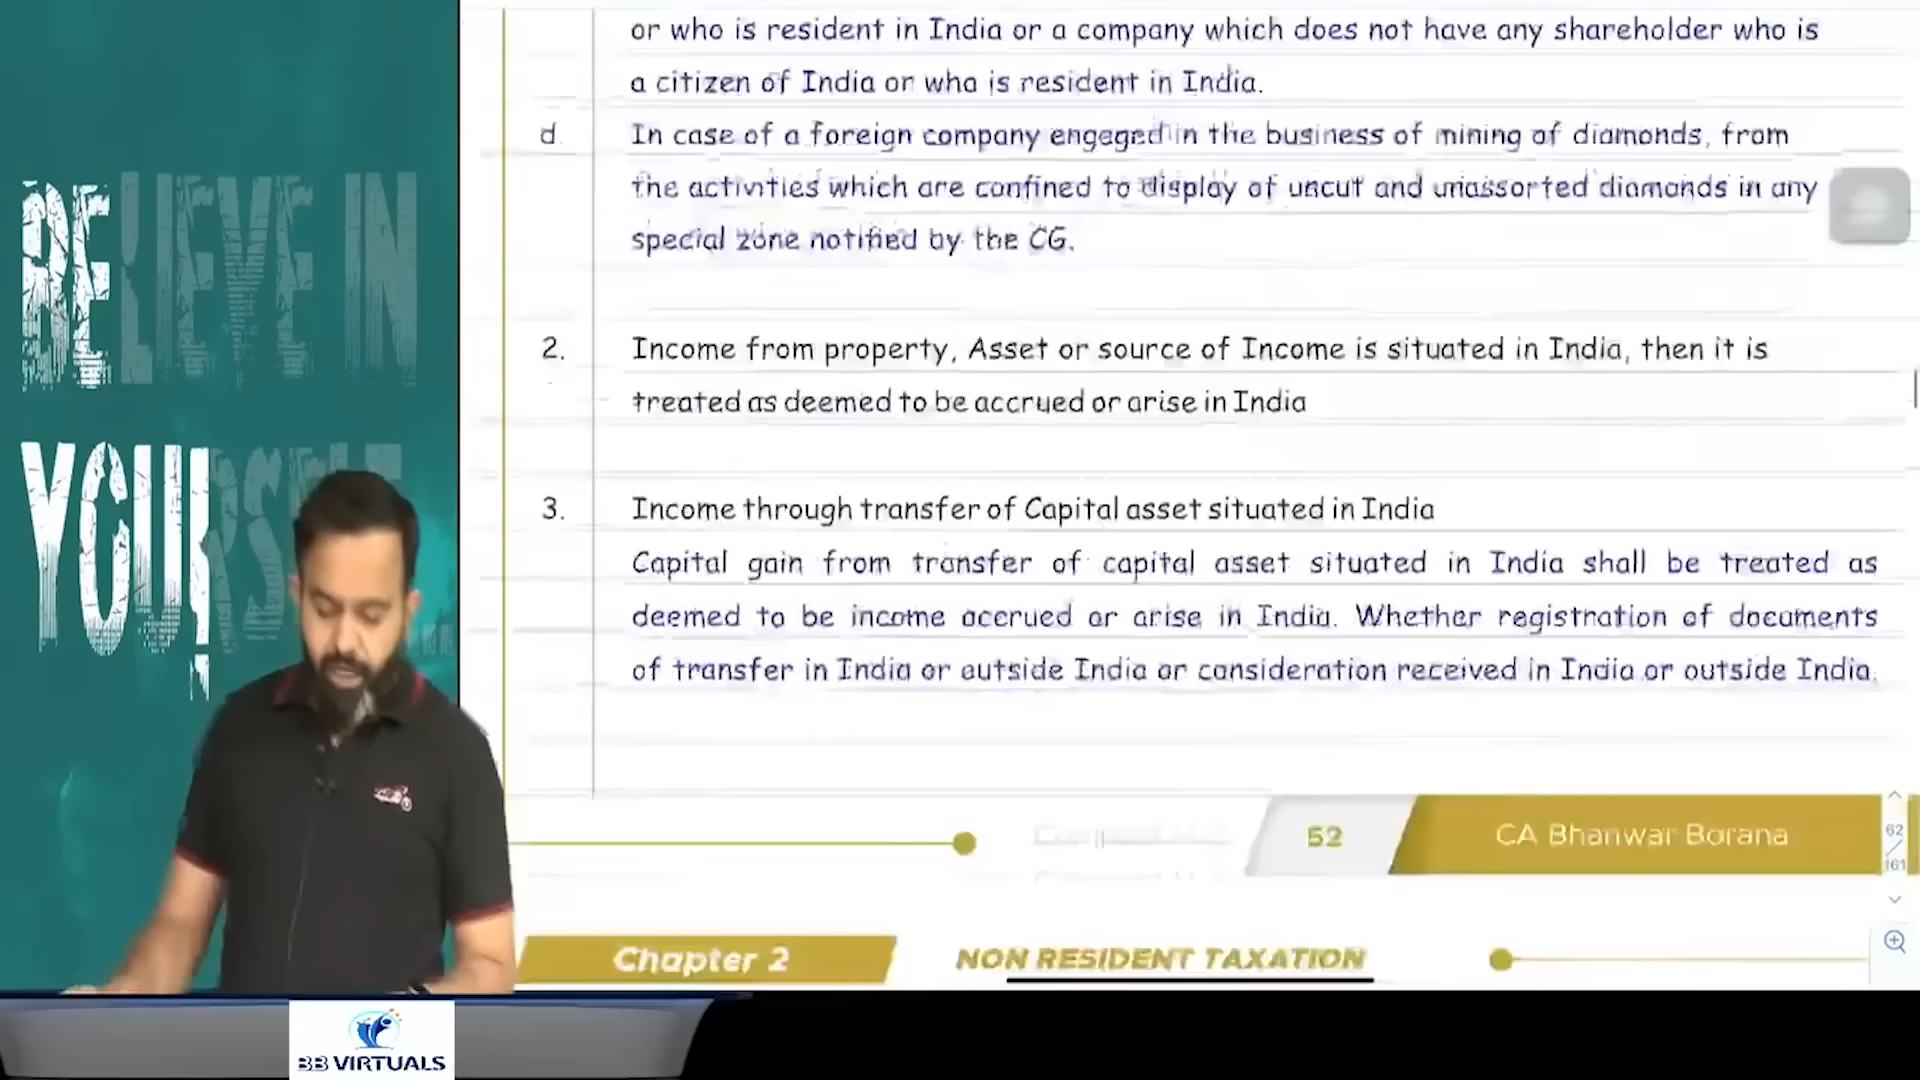 BELIEVE IN
YOURSELF
or who is resident in India or a company which does not have any shareholder who is
a citizen of India or who is resident in India.
d. In case of a foreign company engeged in the business of mining of diamonds, from
the activities which are confined to display of uncut and unassorted diamonds in any
special zone notified by the CG.
2. Income from property, Asset or source of Income is situated in India, then it is
treated as deemed to be accrued or arise in India
3. Income through transfer of Capital asset situated in India
Capital gain from transfer of capital asset situated in India shall be treated as
deemed to be income accrued or arise in India. Whether registration of documents
of transfer in India or outside India or consideration received in India or outside India.
52 CA Bhanwar Borana
62
/
161
Chapter 2 NON RESIDENT TAXATION
BB VIRTUALS